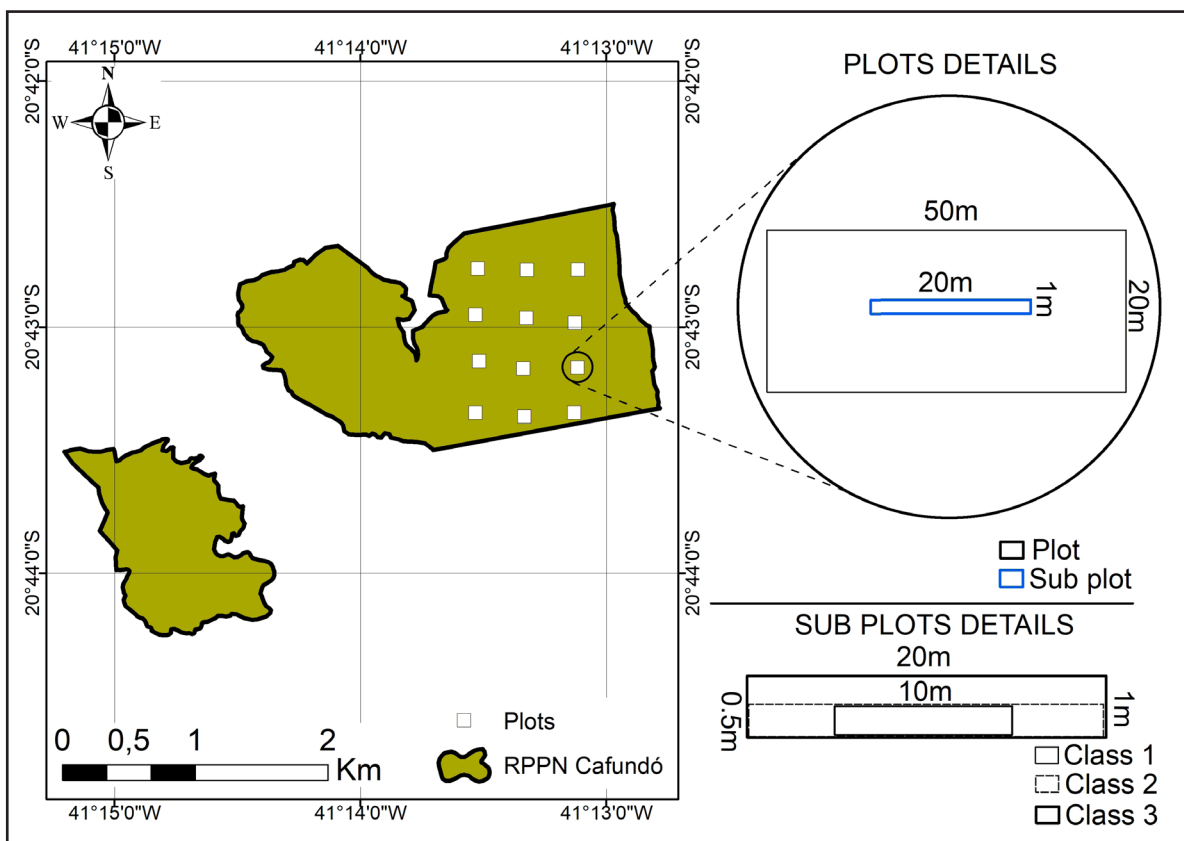 41°15'0"W
41°14'0"W
41°13'0"W
20°42'0"S
20°42'0"S
N
W
E
S
20°43'0"S
20°43'0"S
20°44'0"S
20°44'0"S
0 0,5 1 2
Km
Plots
RPPN Cafundó
41°15'0"W
41°14'0"W
41°13'0"W
PLOTS DETAILS
50m
20m
1m
20m
Plot
Sub plot
SUB PLOTS DETAILS
20m
10m
0.5m
1m
Class 1
Class 2
Class 3